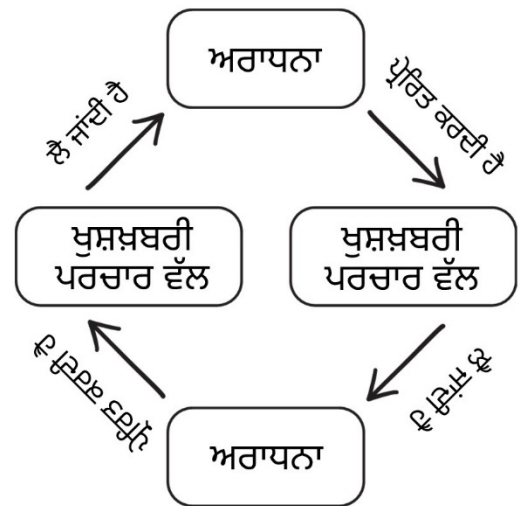 ਅਰਾਧਨਾ
ਪ੍ਰੇਰਿਤ ਕਰਦੀ ਹੈ
ਖੁਸ਼ਖ਼ਬਰੀ
ਪਰਚਾਰ ਵੱਲ
ਲੈ ਜਾਂਦੀ ਹੈ
ਅਰਾਧਨਾ
ਪ੍ਰੇਰਿਤ ਕਰਦੀ ਹੈ
ਖੁਸ਼ਖ਼ਬਰੀ
ਪਰਚਾਰ ਵੱਲ
ਲੈ ਜਾਂਦੀ ਹੈ